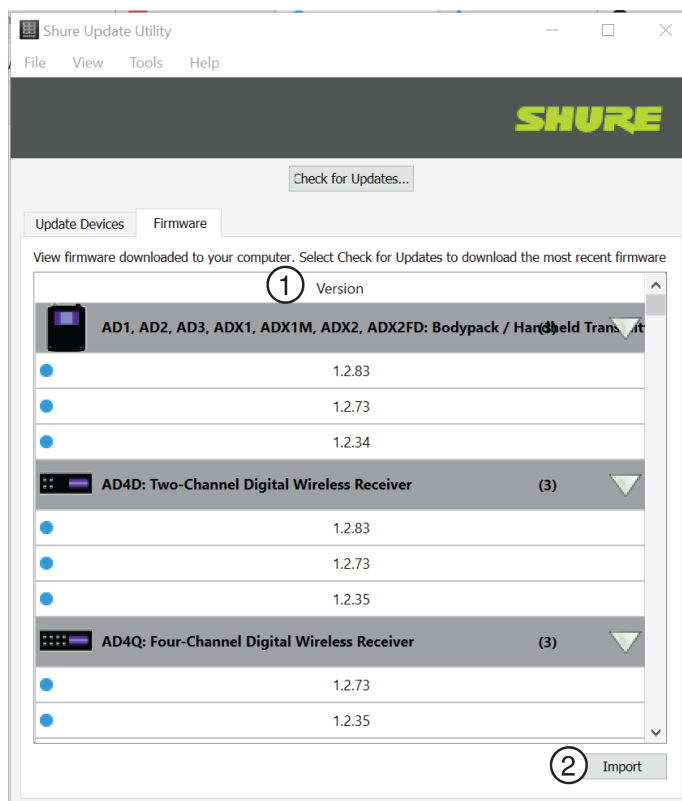 Shure Update Utility
File View Tools Help
SHURE
Check for Updates...
Update Devices Firmware
View firmware downloaded to your computer. Select Check for Updates to download the most recent firmware
1 Version
AD1, AD2, AD3, ADX1, ADX1M, ADX2, ADX2FD: Bodypack / Handheld
1.2.83
1.2.73
1.2.34
AD4D: Two-Channel Digital Wireless Receiver (3)
1.2.83
1.2.73
1.2.35
AD4Q: Four-Channel Digital Wireless Receiver (3)
1.2.73
1.2.35
2 Import